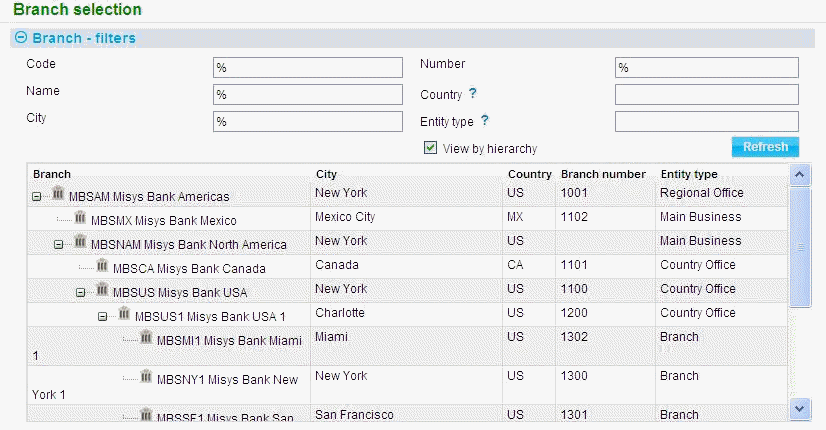 Branch selection
Branch - filters
Code % Number %
Name % Country ?
City % Entity type ?
View by hierarchy Refresh
Branch City Country Branch number Entity type
MBSAM Misys Bank Americas New York US 1001 Regional Office
MBSMX Misys Bank Mexico Mexico City MX 1102 Main Business
MBSNAM Misys Bank North America New York US Main Business
MBSCA Misys Bank Canada Canada CA 1101 Country Office
MBSUS Misys Bank USA New York US 1100 Country Office
MBSUS1 Misys Bank USA 1 Charlotte US 1200 Country Office
MBSMI1 Misys Bank Miami Miami US 1302 Branch
1
MBSNY1 Misys Bank New New York US 1300 Branch
York 1
Misys Bank San San Francisco US 1301 Branch